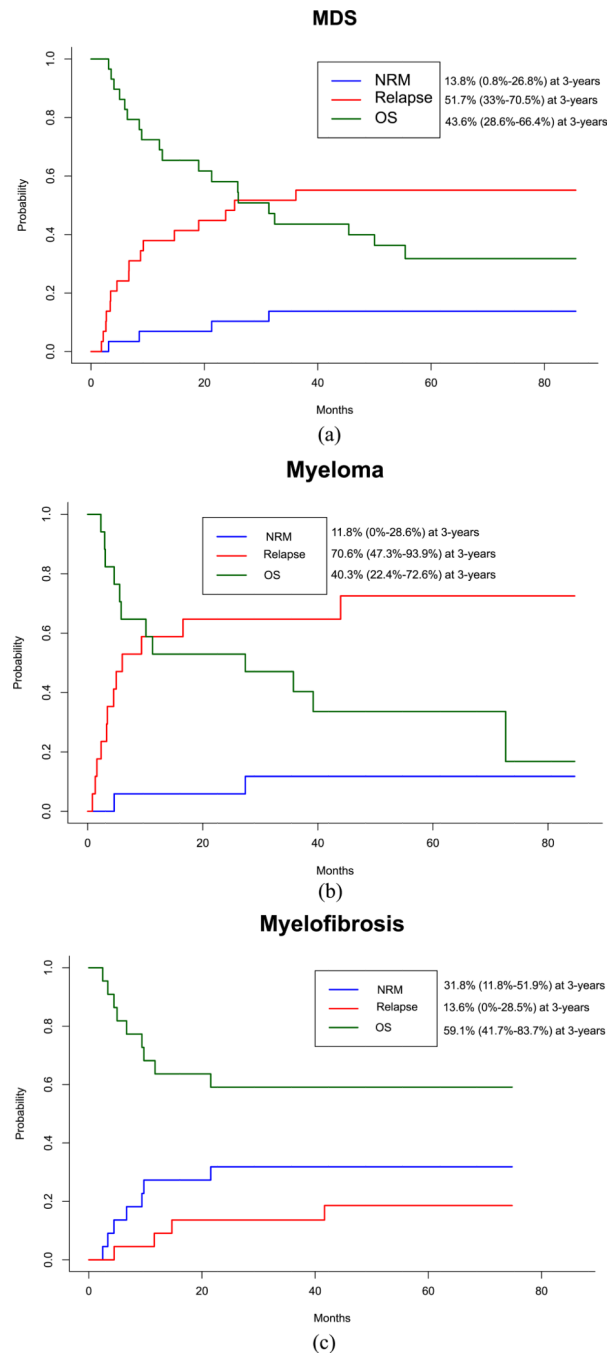 MDS
NRM 13.8% (0.8%-26.8%) at 3-years
Relapse 51.7% (33%-70.5%) at 3-years
OS 43.6% (28.6%-66.4%) at 3-years
Probability
0.0 0.2 0.4 0.6 0.8 1.0
0 20 40 60 80
Months
(a)
Myeloma
NRM 11.8% (0%-28.6%) at 3-years
Relapse 70.6% (47.3%-93.9%) at 3-years
OS 40.3% (22.4%-72.6%) at 3-years
Probability
0.0 0.2 0.4 0.6 0.8 1.0
0 20 40 60 80
Months
(b)
Myelofibrosis
NRM 31.8% (11.8%-51.9%) at 3-years
Relapse 13.6% (0%-28.5%) at 3-years
OS 59.1% (41.7%-83.7%) at 3-years
Probability
0.0 0.2 0.4 0.6 0.8 1.0
0 20 40 60 80
Months
(c)